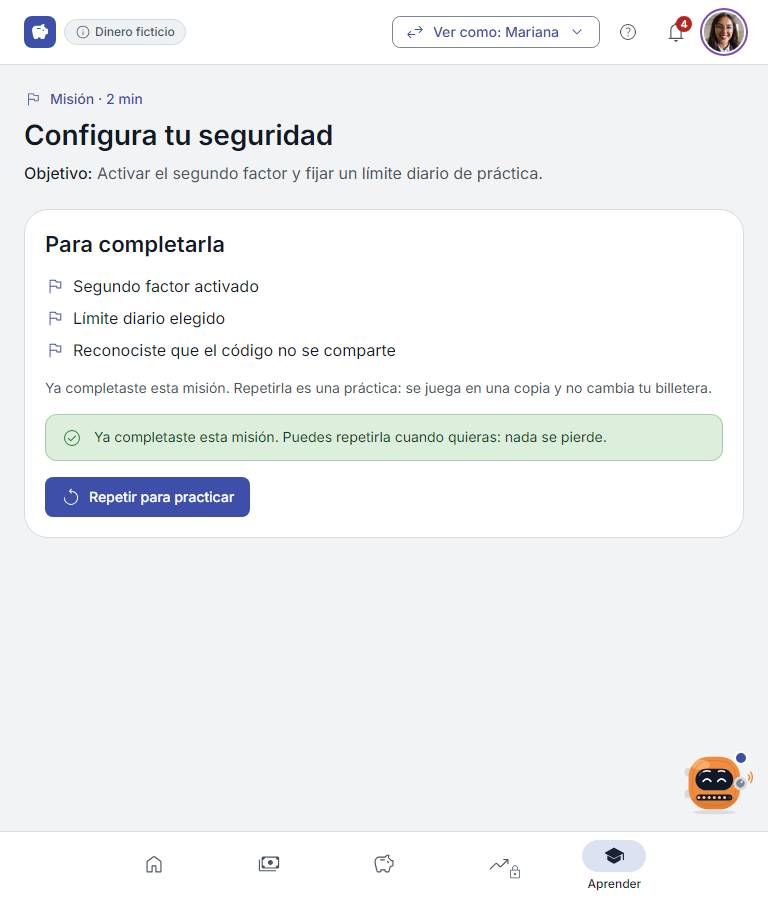 Dinero ficticio
Ver como: Mariana
4
Misión · 2 min
Configura tu seguridad
Objetivo: Activar el segundo factor y fijar un límite diario de práctica.
Para completarla
Segundo factor activado
Límite diario elegido
Reconociste que el código no se comparte
Ya completaste esta misión. Repetirla es una práctica: se juega en una copia y no cambia tu billetera.
Ya completaste esta misión. Puedes repetirla cuando quieras: nada se pierde.
Repetir para practicar
Aprender